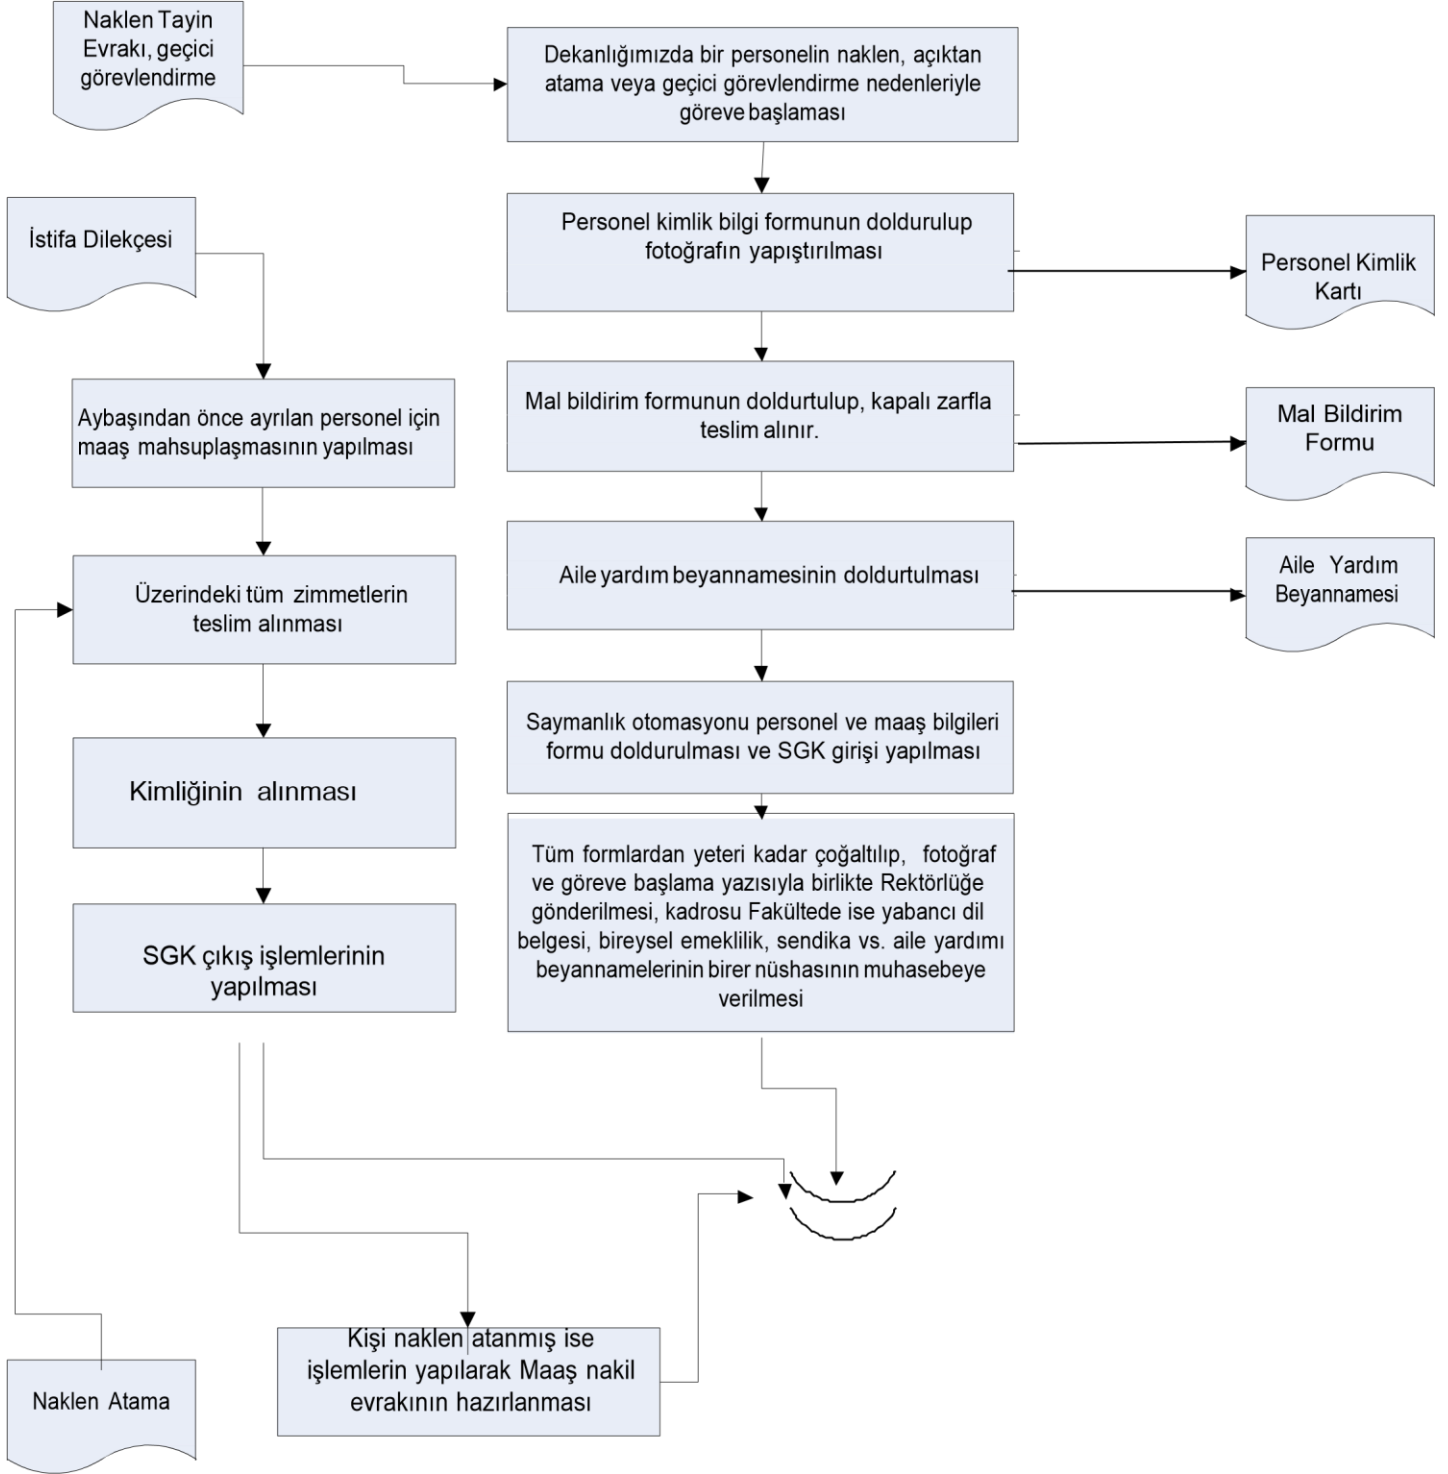 Naklen Tayin
Evrakı, geçici
görevlendirme
Dekanlığımızda bir personelin naklen, açıktan
atama veya geçici görevlendirme nedenleriyle
göreve başlaması
İstifa Dilekçesi
Personel kimlik bilgi formunun doldurulup
fotoğrafın yapıştırılması
Personel Kimlik
Kartı
Aybaşından önce ayrılan personel için
maaş mahsuplaşmasının yapılması
Mal bildirim formunun doldurtulup, kapalı zarfla
teslim alınır.
Mal Bildirim
Formu
Üzerindeki tüm zimmetlerin
teslim alınması
Aile yardım beyannamesinin doldurtulması
Aile Yardım
Beyannamesi
Kimliğinin alınması
Saymanlık otomasyonu personel ve maaş bilgileri
formu doldurulması ve SGK girişi yapılması
SGK çıkış işlemlerinin
yapılması
Tüm formlardan yeteri kadar çoğaltılıp, fotoğraf
ve göreve başlama yazısıyla birlikte Rektörlüğe
gönderilmesi, kadrosu Fakültede ise yabancı dil
belgesi, bireysel emeklilik, sendika vs. aile yardımı
beyannamelerinin birer nüshasının muhasebeye
verilmesi
Kişi naklen atanmış ise
işlemlerin yapılarak Maaş nakil
evrakının hazırlanması
Naklen Atama